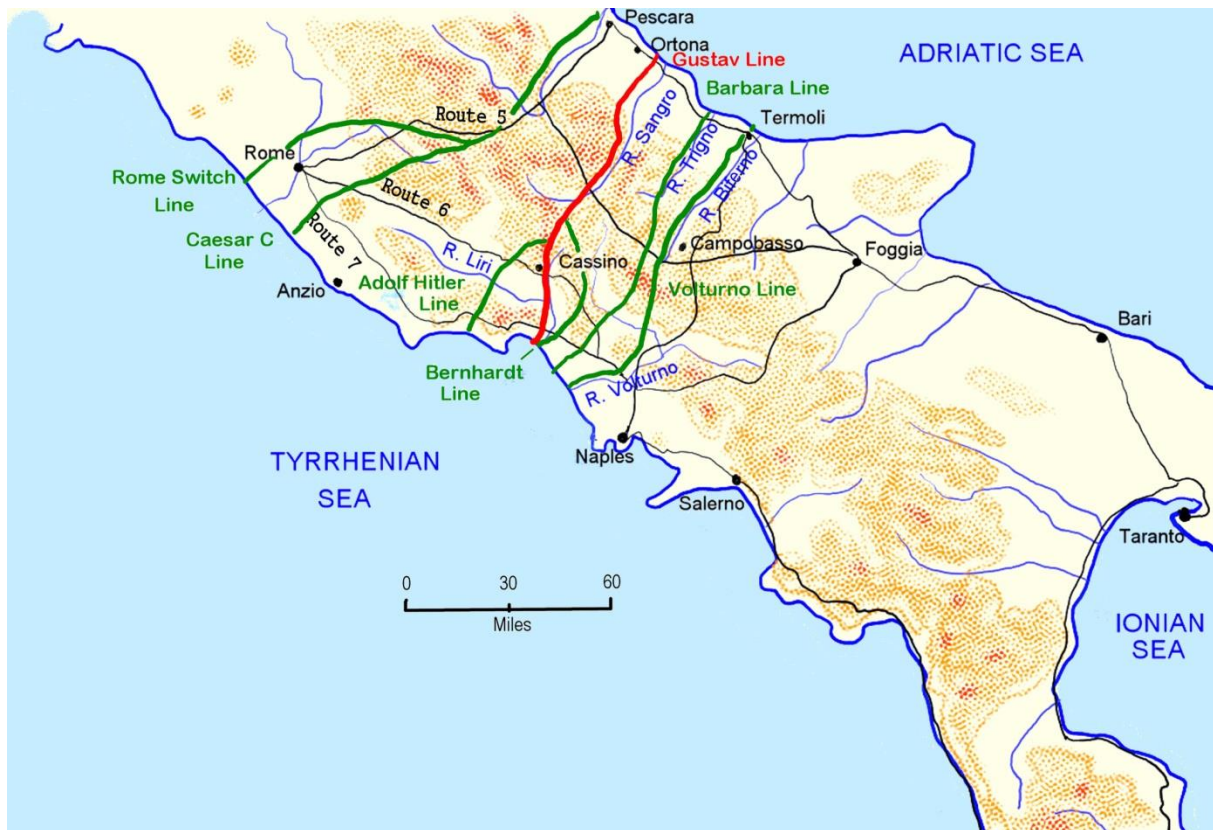 Pescara
Ortona
ADRIATIC SEA
Gustav Line
Barbara Line
Route 5
R. Sangro
Termoli
Rome
R. Trigno
Rome Switch
Line
Route 6
R. Biferno
Caesar C
Line
Route 7
R. Liri
Cassino
Campobasso
Foggia
Anzio
Adolf Hitler
Line
Volturno Line
Bari
Bernhardt
Line
R. Volturno
Naples
TYRRHENIAN
SEA
Salerno
Taranto
0 30 60
Miles
IONIAN
SEA